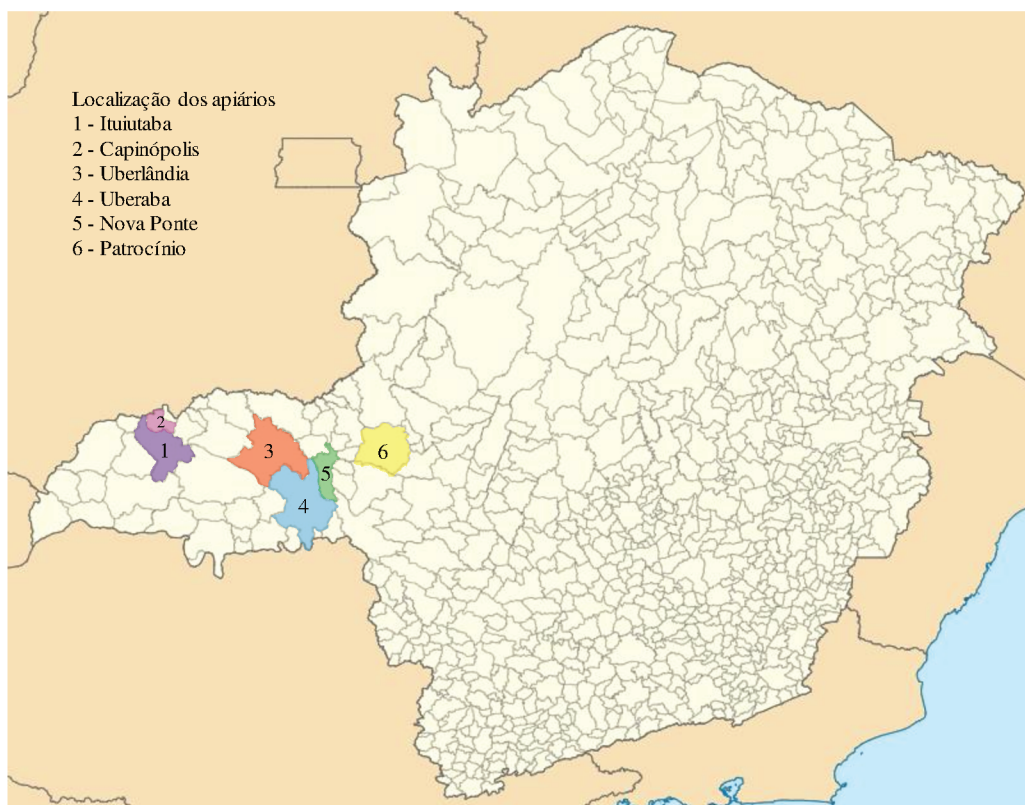 Localização dos apiários
1 - Ituiutaba
2 - Capinópolis
3 - Uberlândia
4 - Uberaba
5 - Nova Ponte
6 - Patrocínio
2
1
3
6
5
4